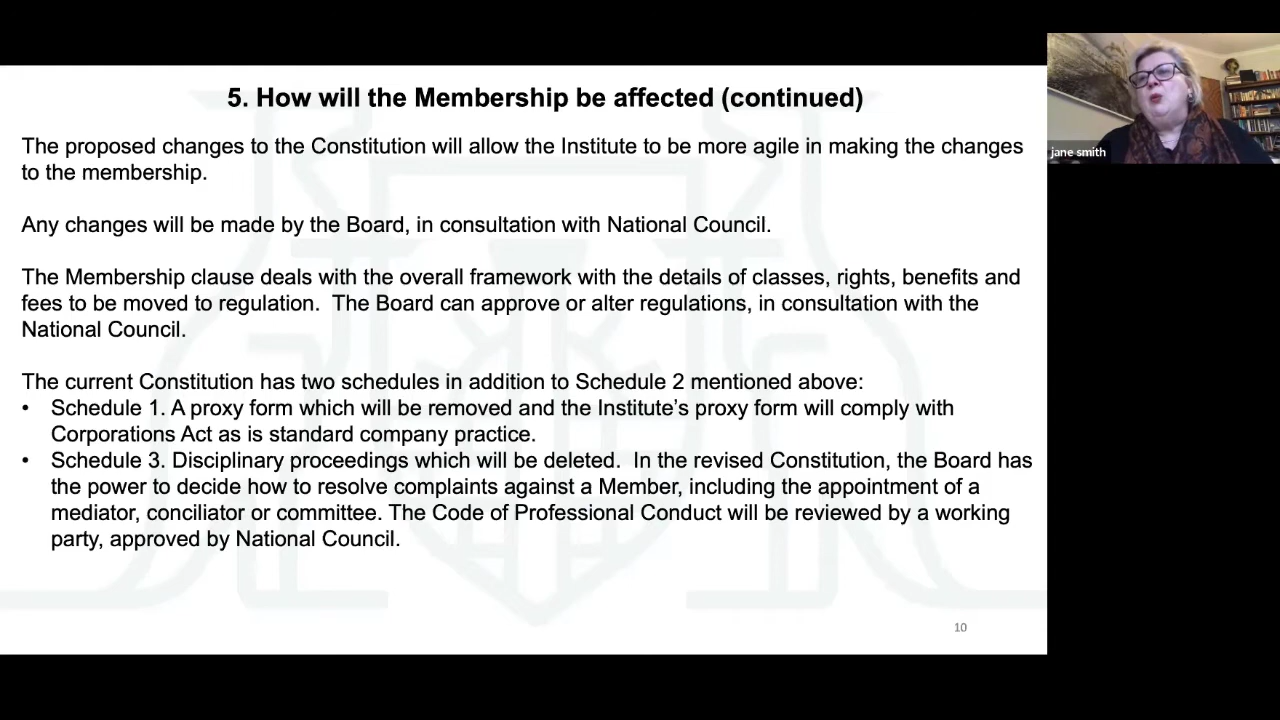 5. How will the Membership be affected (continued)
The proposed changes to the Constitution will allow the Institute to be more agile in making the changes
to the membership.
Any changes will be made by the Board, in consultation with National Council.
The Membership clause deals with the overall framework with the details of classes, rights, benefits and
fees to be moved to regulation.  The Board can approve or alter regulations, in consultation with the
National Council.
The current Constitution has two schedules in addition to Schedule 2 mentioned above:
• Schedule 1. A proxy form which will be removed and the Institute's proxy form will comply with
Corporations Act as is standard company practice.
• Schedule 3. Disciplinary proceedings which will be deleted.  In the revised Constitution, the Board has
the power to decide how to resolve complaints against a Member, including the appointment of a
mediator, conciliator or committee. The Code of Professional Conduct will be reviewed by a working
party, approved by National Council.
10
jane smith